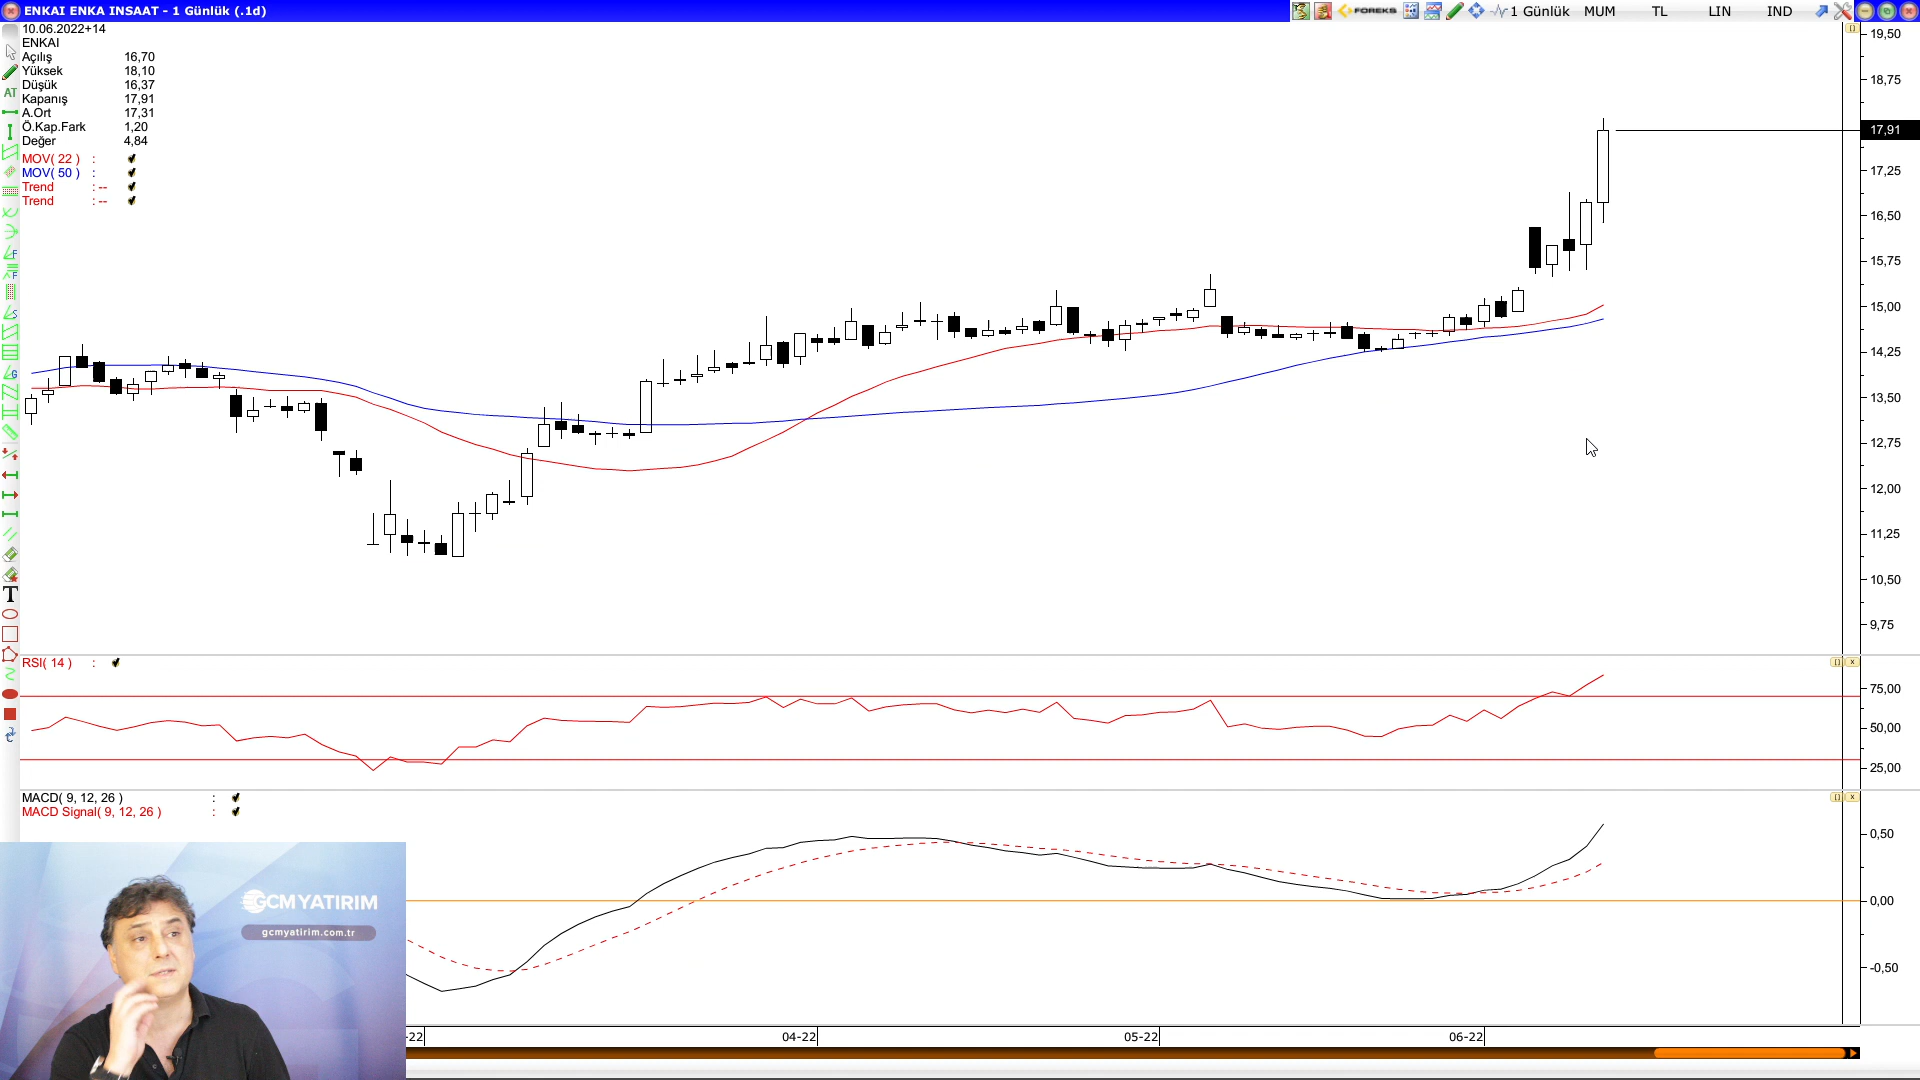 ENKAI ENKA INSAAT - 1 Günlük (.1d)
FOREKS
1 Günlük MUM TL LIN IND
10.06.2022+14
ENKAI
Açılış 16,70
Yüksek 18,10
Düşük 16,37
Kapanış 17,91
A.Ort 17,31
Ö.Kap.Fark 1,20
Değer 4,84
MOV( 22 ) :
MOV( 50 ) :
Trend : --
Trend : --
19,50
18,75
17,91
17,25
16,50
15,75
15,00
14,25
13,50
12,75
12,00
11,25
10,50
9,75
RSI( 14 ) :
75,00
50,00
25,00
MACD( 9, 12, 26 ) :
MACD Signal( 9, 12, 26 ) :
0,50
0,00
-0,50
GCM YATIRIM
gcmyatirim.com.tr
-22
04-22
05-22
06-22
AT
T